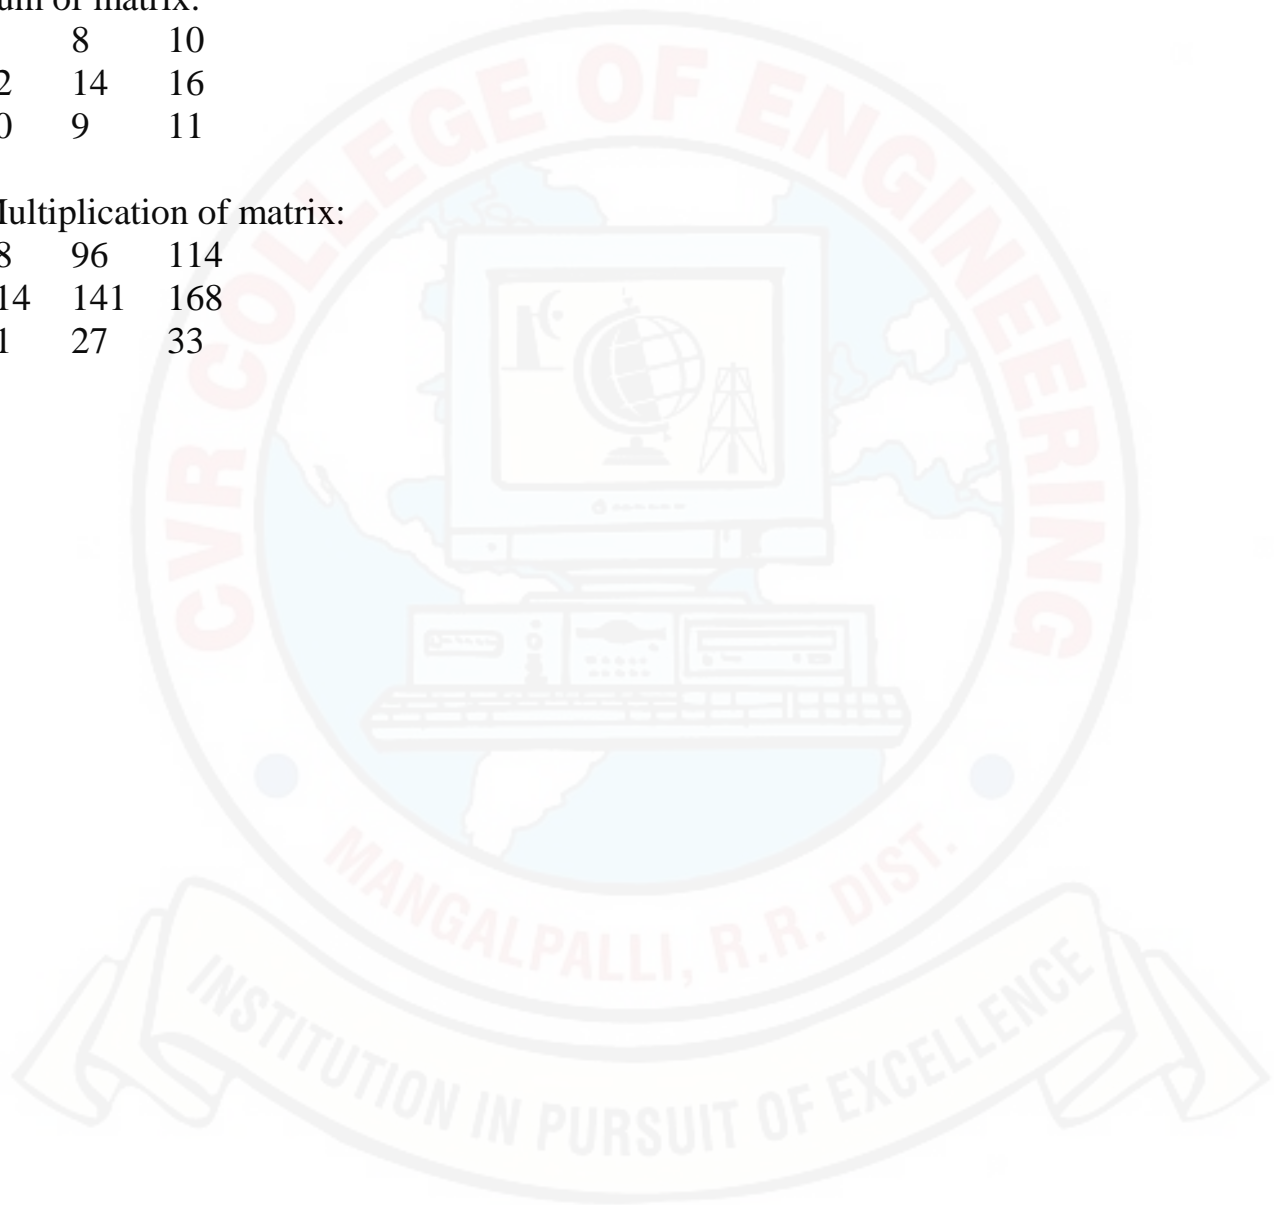 um of matrix:
8 10
2 14 16
0 9 11
Multiplication of matrix:
8 96 114
14 141 168
1 27 33
CVR COLLEGE OF ENGINEERING
MANGALPALLI, R.R. DIST.
INSTITUTION IN PURSUIT OF EXCELLENCE